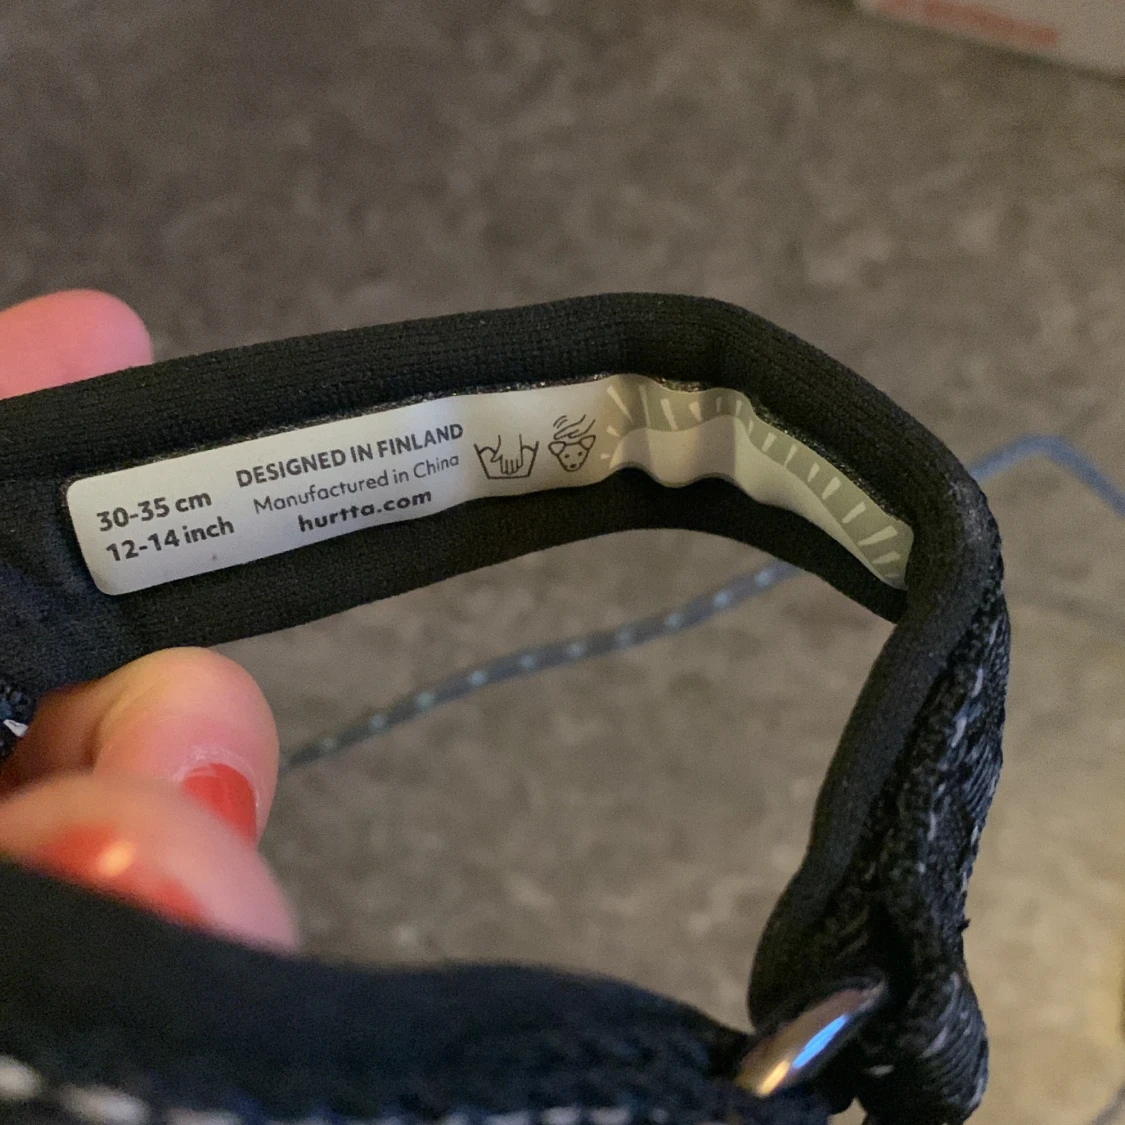 30-35 cm
12-14 inch
DESIGNED IN FINLAND
Manufactured in China
hurtta.com